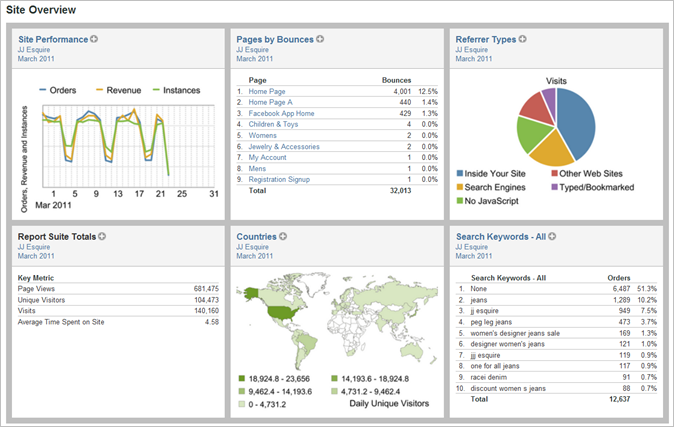 Site Overview
Site Performance
JJ Esquire
March 2011
Orders Revenue Instances
Orders, Revenue and Instances
1 5 9 13 17 21 25 31
Mar 2011
Pages by Bounces
JJ Esquire
March 2011
Page Bounces
1. Home Page 4,001 12.5%
2. Home Page A 440 1.4%
3. Facebook App Home 429 1.3%
4. Children & Toys 4 0.0%
5. Womens 2 0.0%
6. Jewelry & Accessories 2 0.0%
7. My Account 1 0.0%
8. Mens 1 0.0%
9. Registration Signup 1 0.0%
Total 32,013
Referrer Types
JJ Esquire
March 2011
Visits
Inside Your Site Other Web Sites
Search Engines Typed/Bookmarked
No JavaScript
Report Suite Totals
JJ Esquire
March 2011
Key Metric
Page Views 681,475
Unique Visitors 104,473
Visits 140,160
Average Time Spent on Site 4.58
Countries
JJ Esquire
March 2011
18,924.8 - 23,656 14,193.6 - 18,924.8
9,462.4 - 14,193.6 4,731.2 - 9,462.4
0 - 4,731.2 Daily Unique Visitors
Search Keywords - All
JJ Esquire
March 2011
Search Keywords - All Orders
1. None 6,487 51.3%
2. jeans 1,289 10.2%
3. jj esquire 949 7.5%
4. peg leg jeans 473 3.7%
5. women's designer jeans sale 169 1.3%
6. designer women's jeans 121 1.0%
7. jjj esquire 119 0.9%
8. one for all jeans 117 0.9%
9. racei denim 91 0.7%
10. discount women s jeans 88 0.7%
Total 12,637